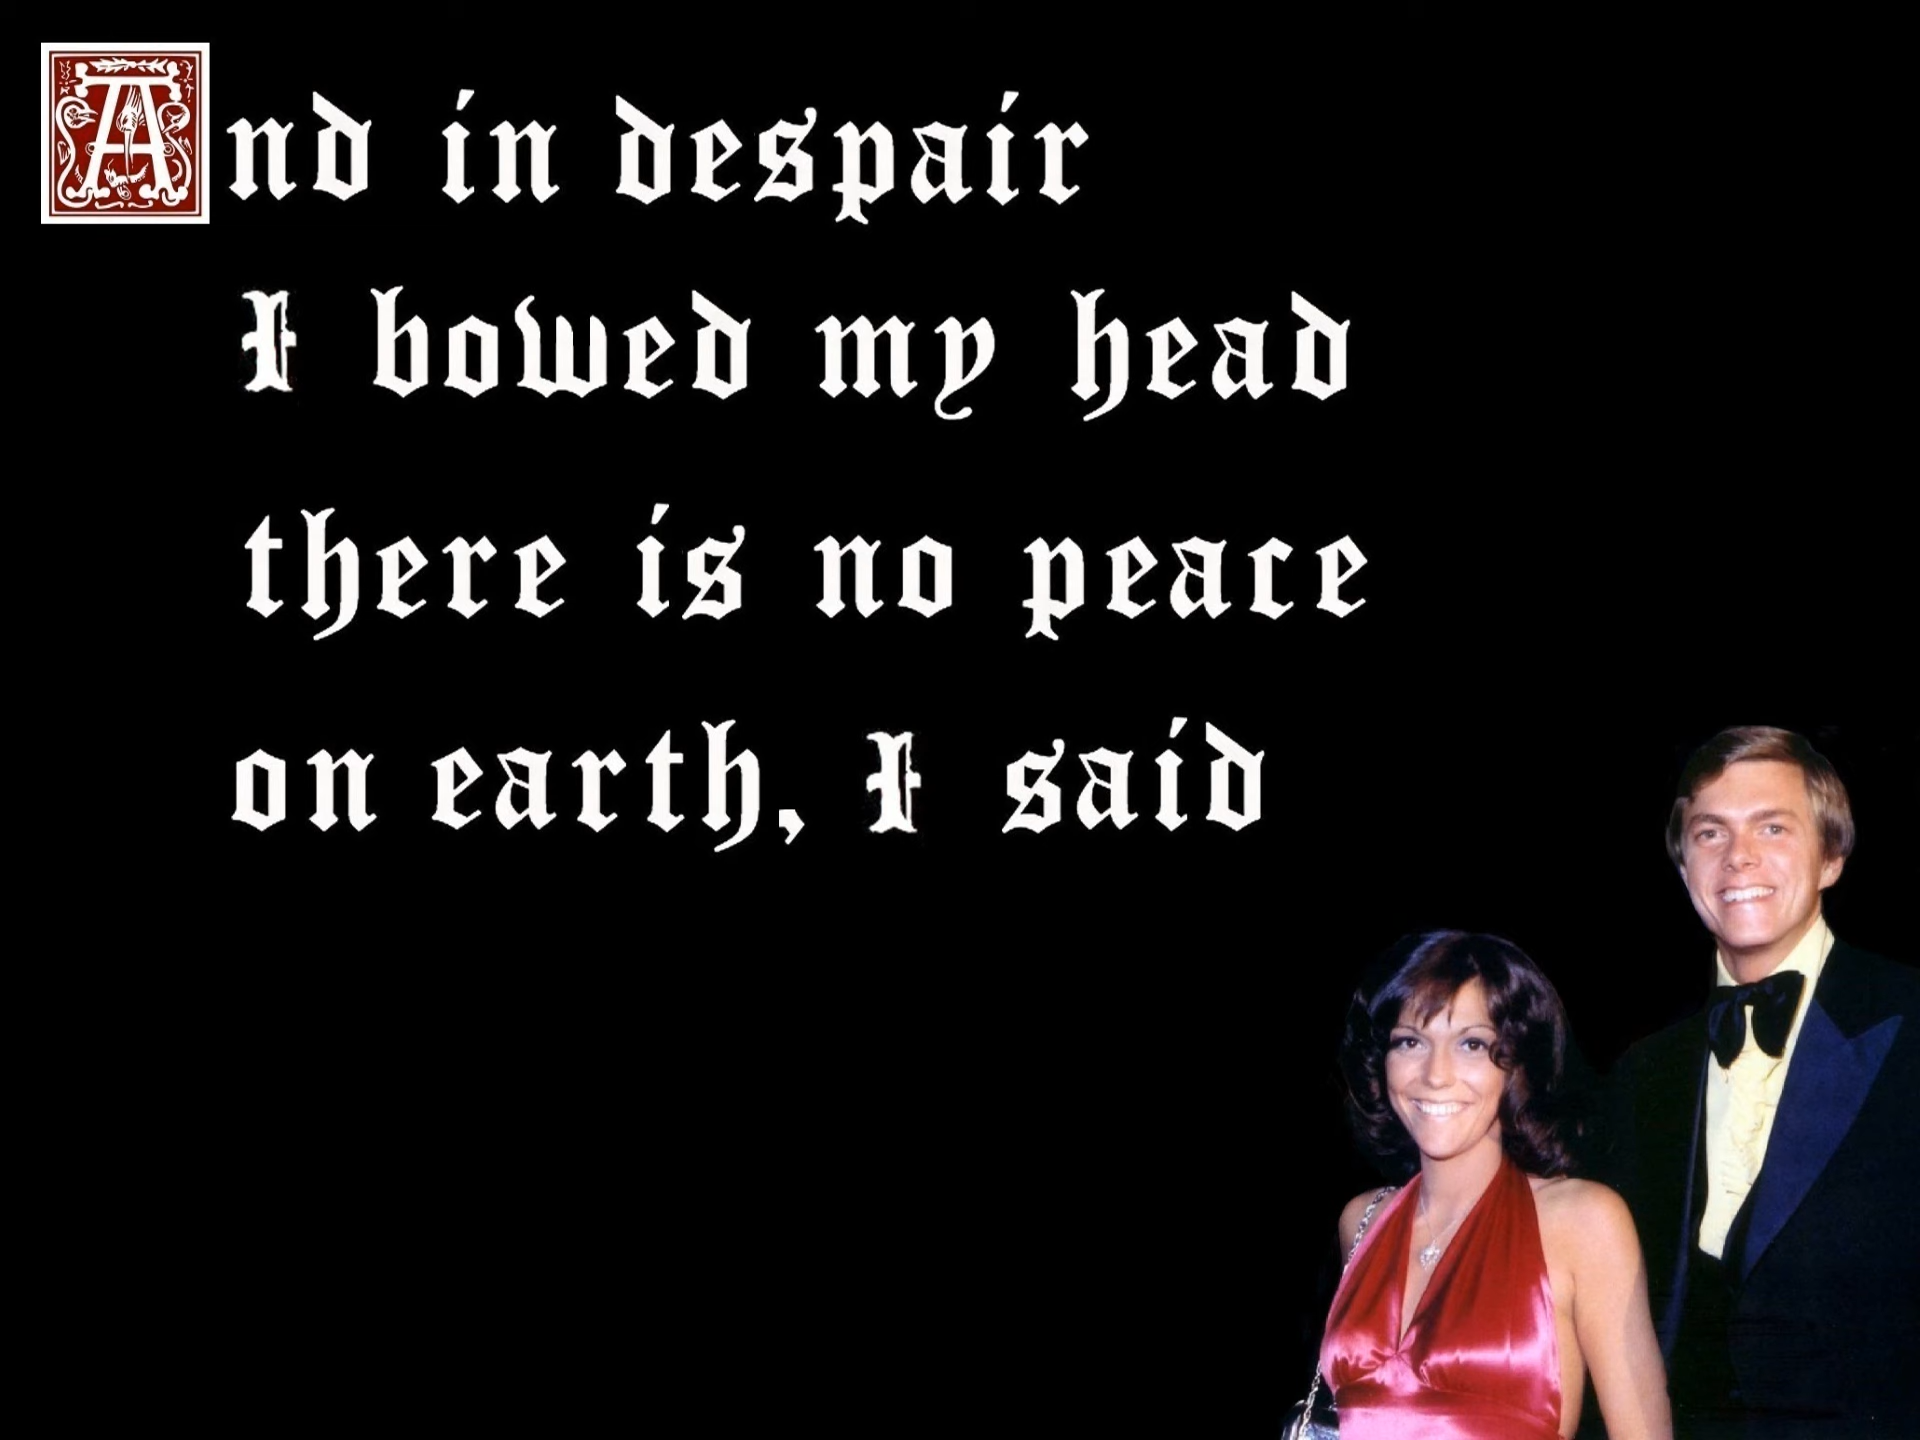 And in despair
I bowed my head
there is no peace
on earth, I said